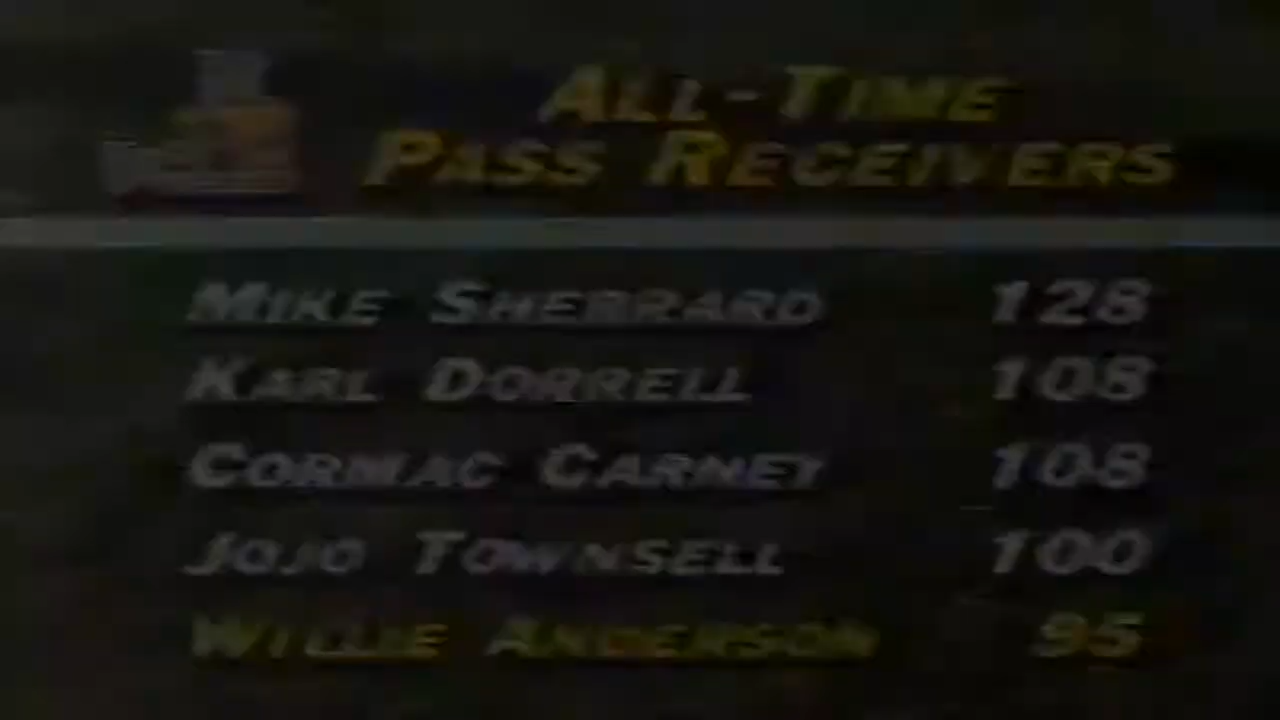 ALL-TIME
PASS RECEIVERS
MIKE SHERRARD 128
KARL DORRELL 108
CORMAC CARNEY 108
JOJO TOWNSELL 100
WILLIE ANDERSON 95